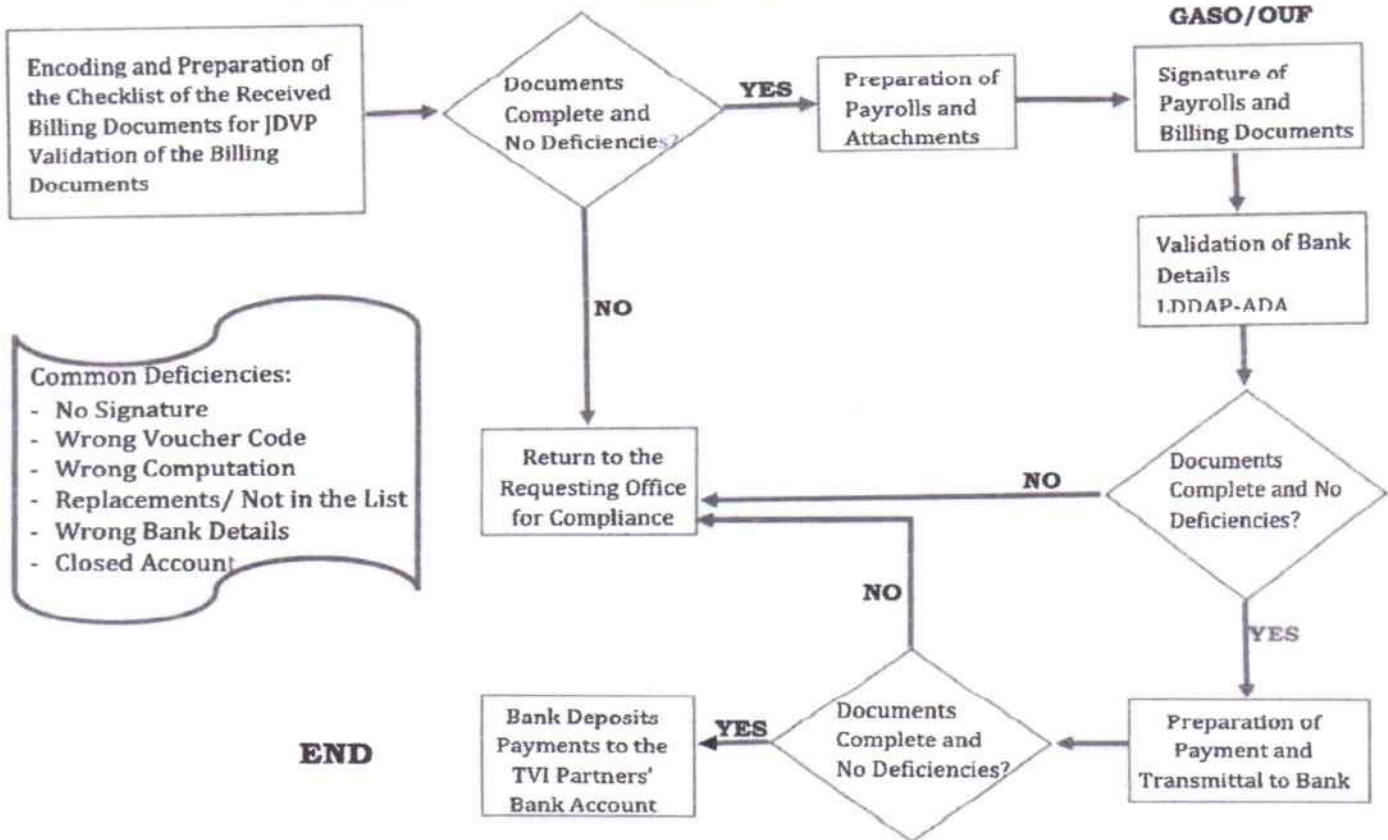 Encoding and Preparation of
the Checklist of the Received
Billing Documents for JDVP
Validation of the Billing
Documents
Documents
Complete and
No Deficiencies?
YES
Preparation of
Payrolls and
Attachments
GASO/OUF
Signature of
Payrolls and
Billing Documents
Validation of Bank
Details
LDDAP-ADA
NO
Common Deficiencies:
- No Signature
- Wrong Voucher Code
- Wrong Computation
- Replacements/ Not in the List
- Wrong Bank Details
- Closed Account
Return to the
Requesting Office
for Compliance
NO
Documents
Complete and No
Deficiencies?
NO
YES
END
Bank Deposits
Payments to the
TVI Partners'
Bank Account
YES
Documents
Complete and
No Deficiencies?
Preparation of
Payment and
Transmittal to Bank